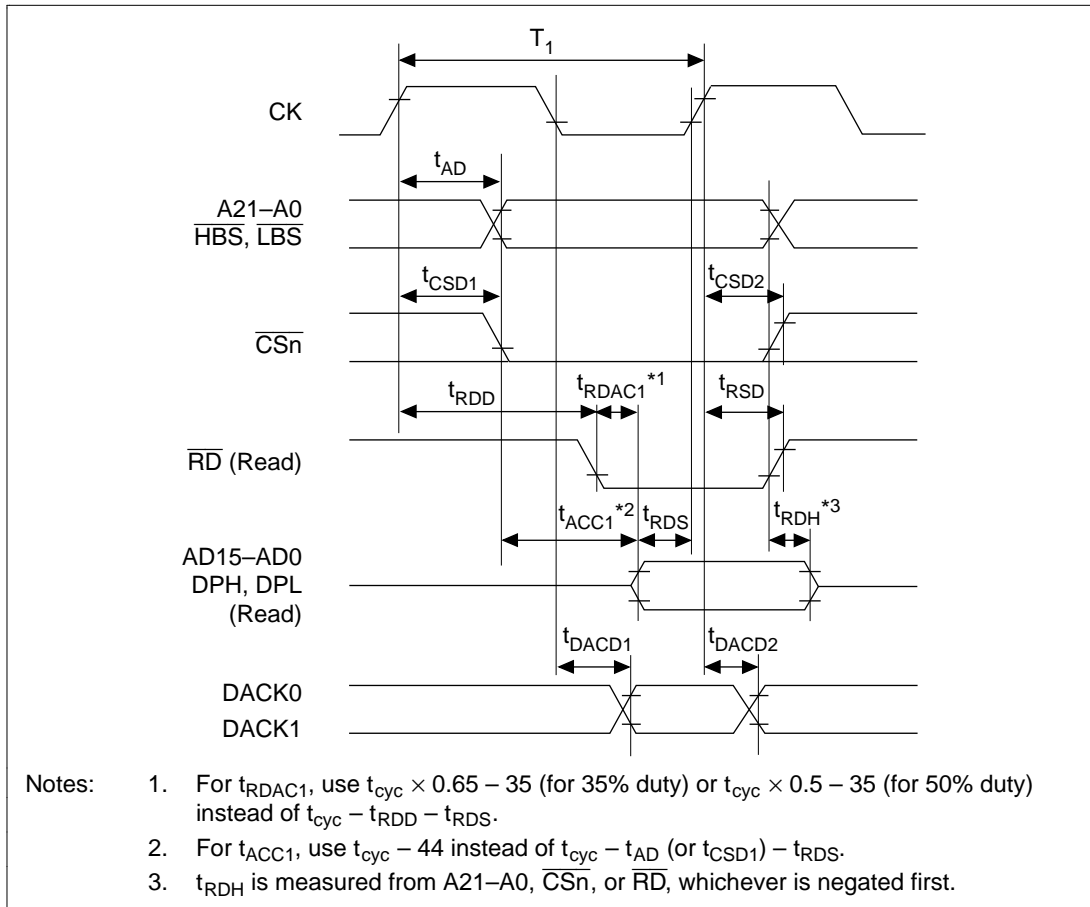 T1
CK
tAD
A21–A0
HBS, LBS
tCSD1
tCSD2
CSn
tRDD
tRDAC1*1
tRSD
RD (Read)
tACC1*2
tRDS
tRDH*3
AD15–AD0
DPH, DPL
(Read)
tDACD1
tDACD2
DACK0
DACK1
Notes: 1. For tRDAC1, use tcyc × 0.65 – 35 (for 35% duty) or tcyc × 0.5 – 35 (for 50% duty)
instead of tcyc – tRDD – tRDS.
2. For tACC1, use tcyc – 44 instead of tcyc – tAD (or tCSD1) – tRDS.
3. tRDH is measured from A21–A0, CSn, or RD, whichever is negated first.